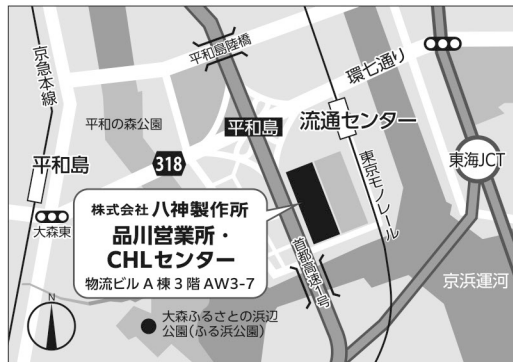 京急本線
平和島陸橋
環七通り
平和の森公園
平和島
流通センター
平和島
318
東海JCT
東京モノレール
大森東
株式会社 八神製作所
品川営業所・
CHLセンター
物流ビルA棟3階AW3-7
首都高速1号
京浜運河
N
大森ふるさとの浜辺
公園(ふる浜公園)